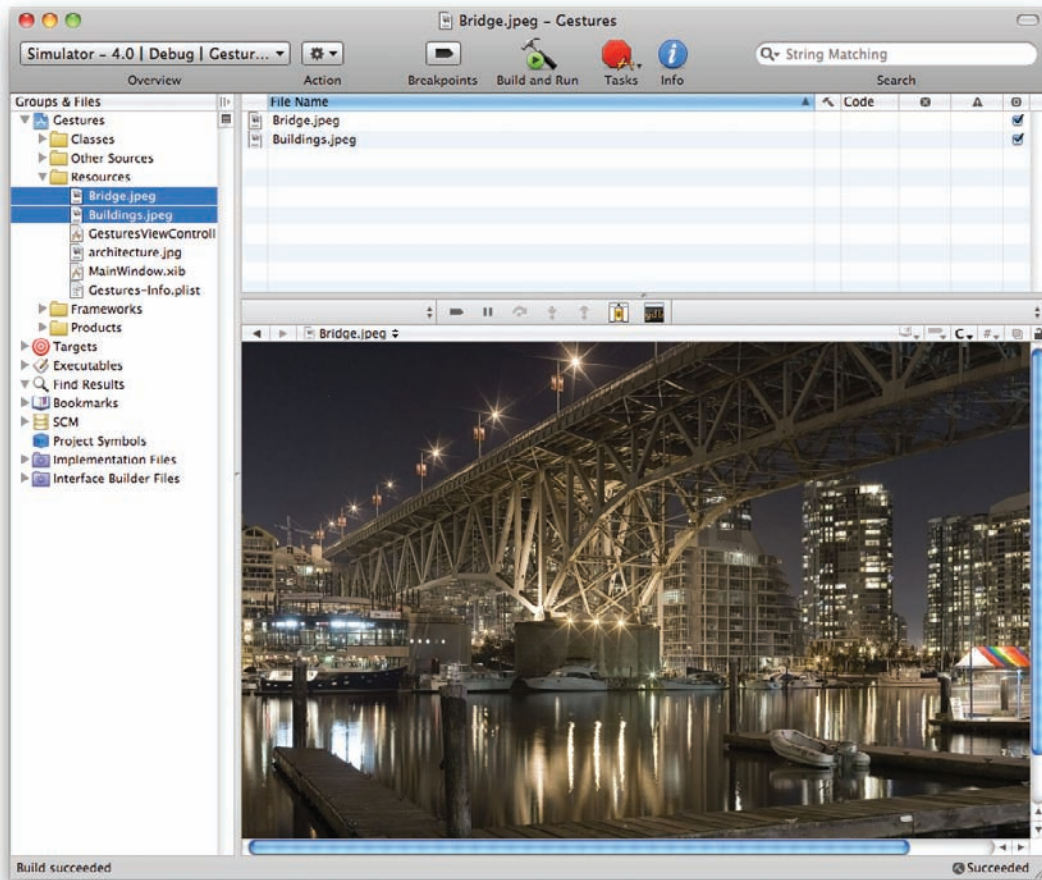 Bridge.jpeg – Gestures
Simulator – 4.0 | Debug | Gestur...
String Matching
Overview
Action
Breakpoints
Build and Run
Tasks
Info
Search
Groups & Files
File Name
Code
Gestures
Bridge.jpeg
Classes
Buildings.jpeg
Other Sources
Resources
Bridge.jpeg
Buildings.jpeg
GesturesViewControll
architecture.jpg
MainWindow.xib
Gestures-Info.plist
Frameworks
Products
Targets
Executables
Find Results
Bookmarks
SCM
Project Symbols
Implementation Files
Interface Builder Files
gdb
Bridge.jpeg
C
#
Build succeeded
Succeeded